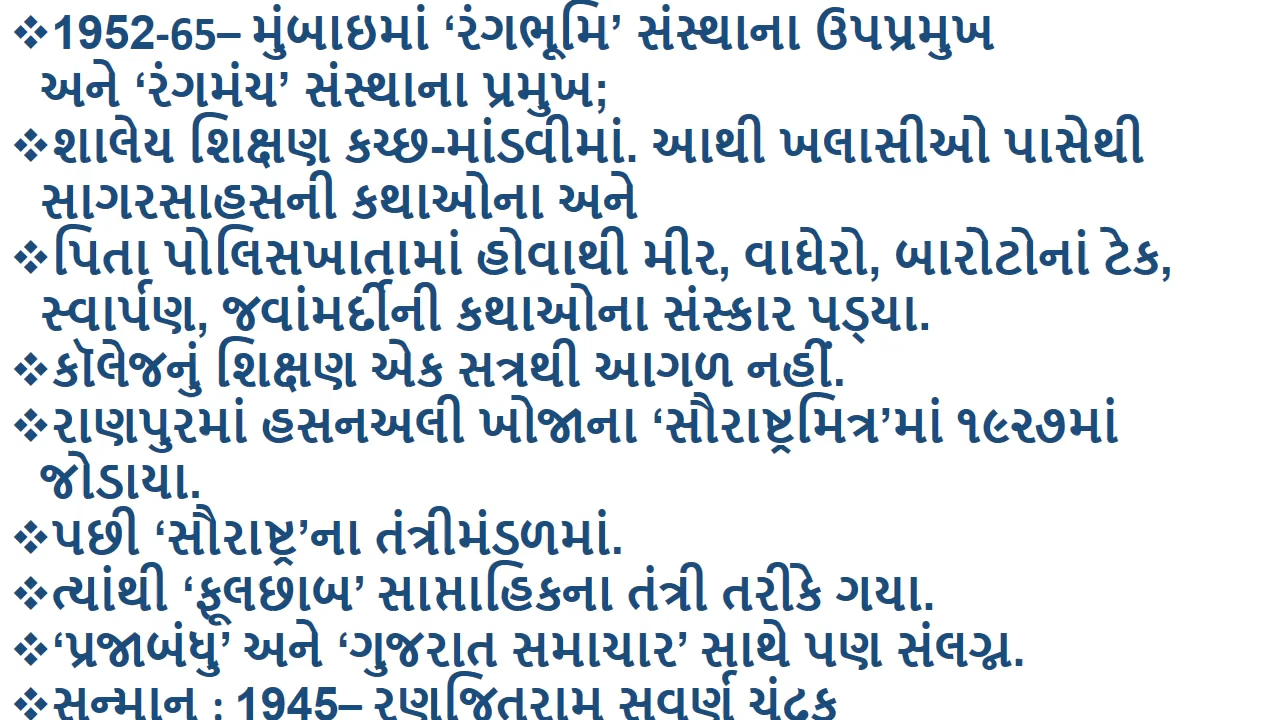 ❖1952-65– મુંબાઇમાં ‘રંગભૂમિ’ સંસ્થાના ઉપપ્રમુખ
અને ‘રંગમંચ’ સંસ્થાના પ્રમુખ;
❖શાલેય શિક્ષણ કચ્છ-માંડવીમાં. આથી ખલાસીઓ પાસેથી
સાગરસાહસની કથાઓના અને
❖પિતા પોલિસખાતામાં હોવાથી મીર, વાઘેરો, બારોટોનાં ટેક,
સ્વાર્પણ, જવાંમર્દીની કથાઓના સંસ્કાર પડ્યા.
❖કૉલેજનું શિક્ષણ એક સત્રથી આગળ નહીં.
❖રાણપુરમાં હસનઅલી ખોજાના ‘સૌરાષ્ટ્રમિત્ર’માં ૧૯૨૭માં
જોડાયા.
❖પછી ‘સૌરાષ્ટ્ર’ના તંત્રીમંડળમાં.
❖ત્યાંથી ‘ફૂલછાબ’ સાપ્તાહિકના તંત્રી તરીકે ગયા.
❖‘પ્રજાબંધુ’ અને ‘ગુજરાત સમાચાર’ સાથે પણ સંલગ્ન.
❖સન્માન : 1945– રણજિતરામ સુવર્ણ ચંદ્રક